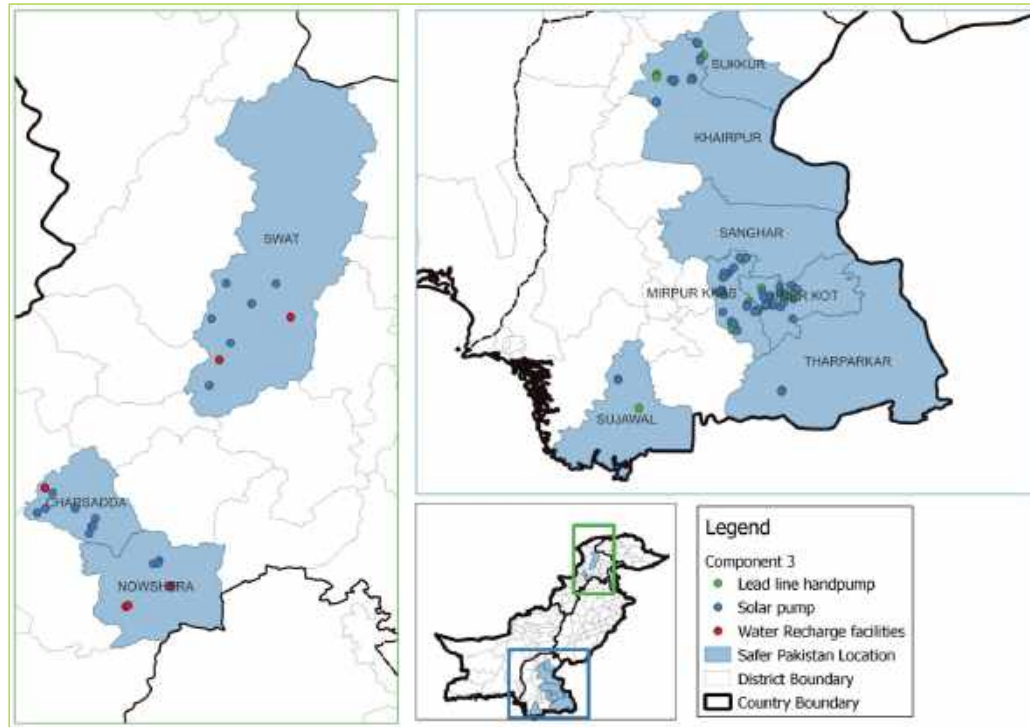 SWAT
CHARSADDA
NOWSHERA
SUKKUR
KHAIRPUR
SANGHAR
MIRPUR KHAS
KOT
THARPARKAR
SUJAWAL
Legend
Component 3
Lead line handpump
Solar pump
Water Recharge facilities
Safer Pakistan Location
District Boundary
Country Boundary